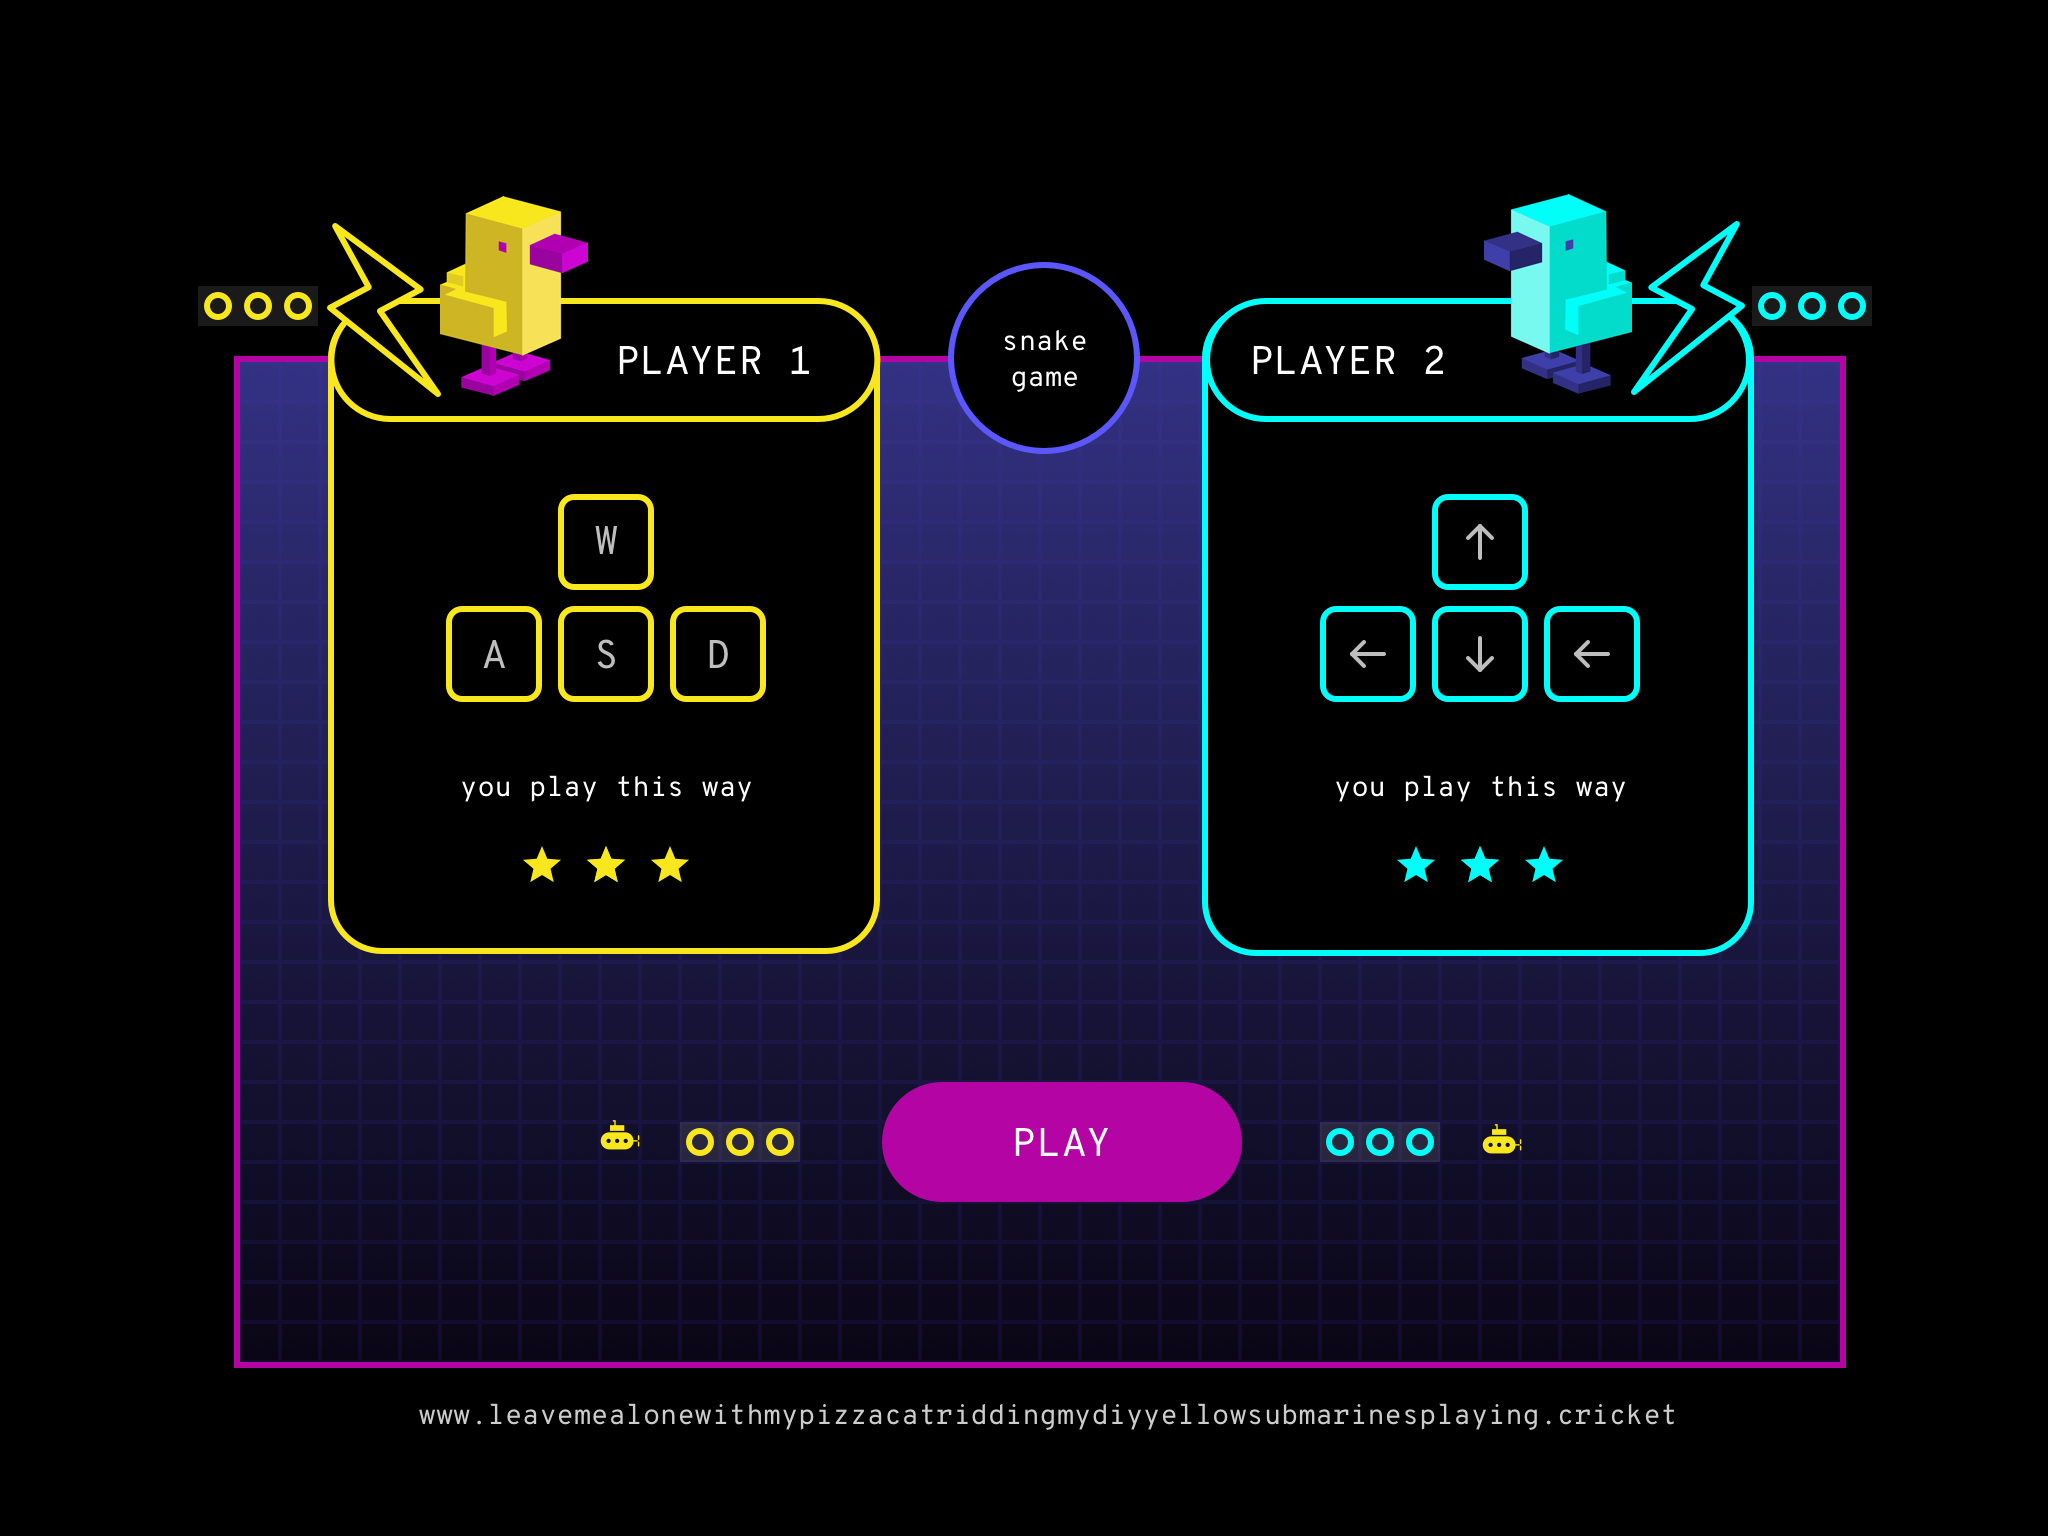 PLAYER 1
snake
game
PLAYER 2
W
A S D
↑
← ↓ ←
you play this way
you play this way
PLAY
www.leavemealonewithmypizzacatriddingmydiyyellowsubmarinesplaying.cricket